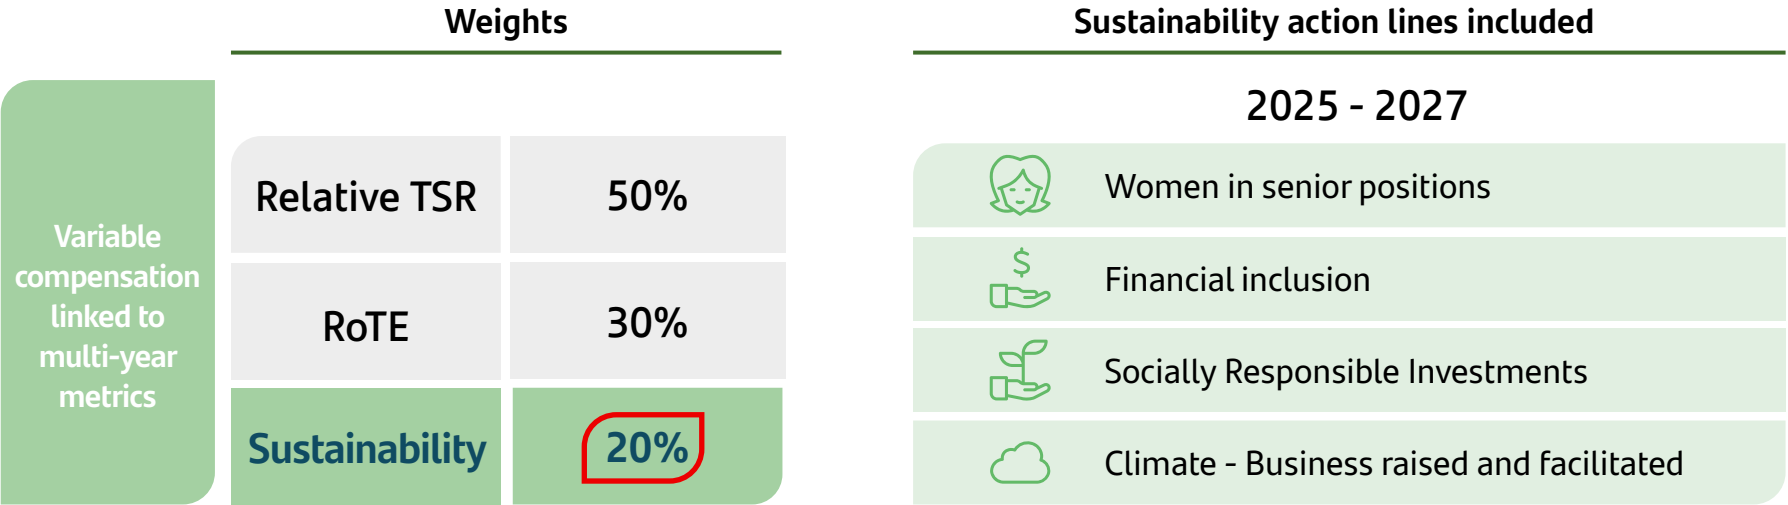 Weights
Sustainability action lines included
Variable
compensation
linked to
multi-year
metrics
Relative TSR
50%
RoTE
30%
Sustainability
20%
2025 - 2027
Women in senior positions
$
Financial inclusion
Socially Responsible Investments
Climate - Business raised and facilitated